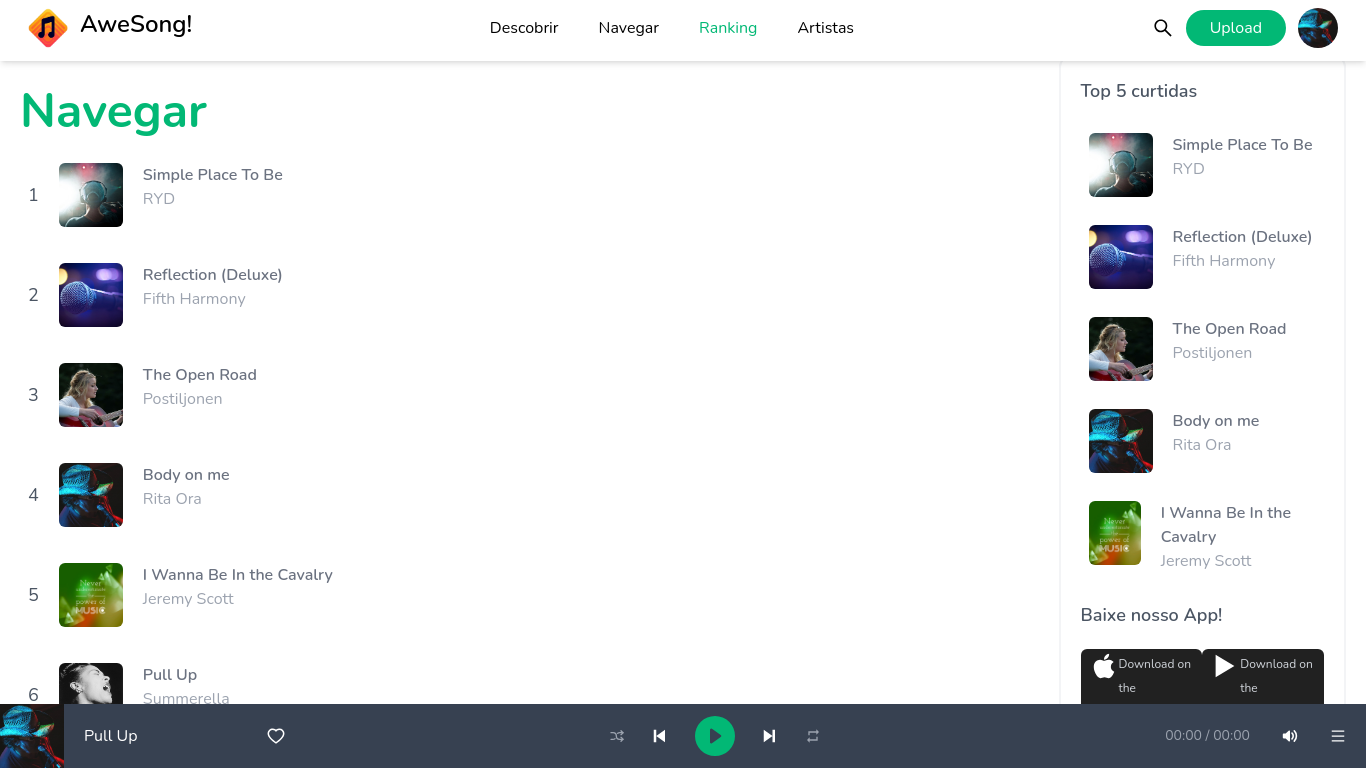 AweSong!
Descobrir
Navegar
Ranking
Artistas
Upload
Navegar
1
Simple Place To Be
RYD
2
Reflection (Deluxe)
Fifth Harmony
3
The Open Road
Postiljonen
4
Body on me
Rita Ora
5
I Wanna Be In the Cavalry
Jeremy Scott
6
Pull Up
Summerella
Top 5 curtidas
Simple Place To Be
RYD
Reflection (Deluxe)
Fifth Harmony
The Open Road
Postiljonen
Body on me
Rita Ora
I Wanna Be In the
Cavalry
Jeremy Scott
Baixe nosso App!
Download on
the
Download on
the
Pull Up
00:00 / 00:00